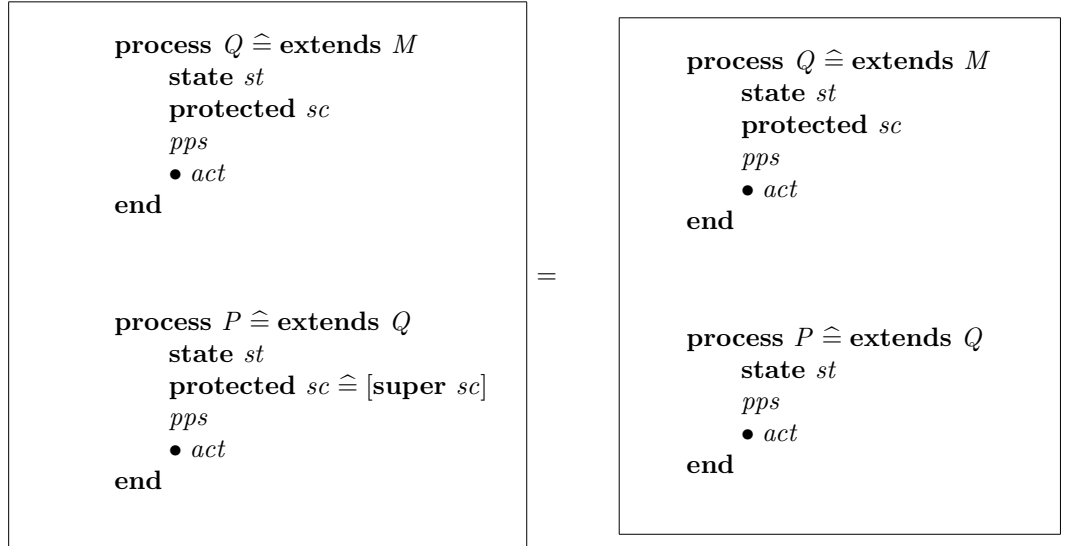 process Q ≙ extends M
state st
protected sc
pps
• act
end
process P ≙ extends Q
state st
protected sc ≙ [super sc]
pps
• act
end
=
process Q ≙ extends M
state st
protected sc
pps
• act
end
process P ≙ extends Q
state st
pps
• act
end